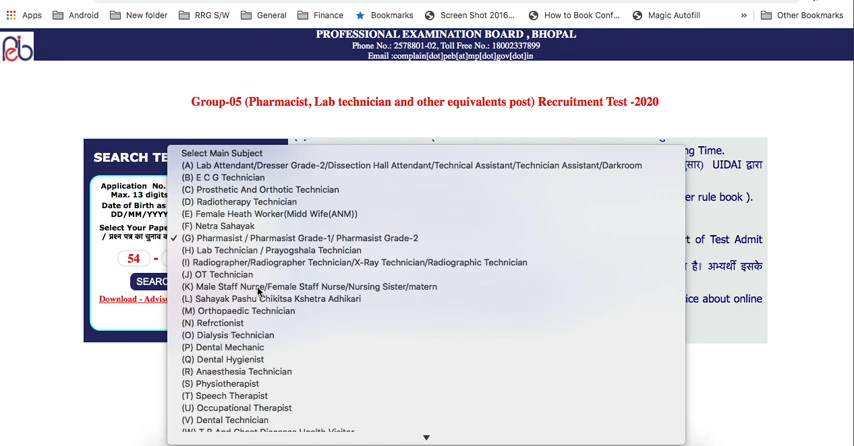 Apps Android New folder RRG S/W General Finance Bookmarks Screen Shot 2016... How to Book Conf... Magic Autofill » Other Bookmarks
peb
PROFESSIONAL EXAMINATION BOARD , BHOPAL
Phone No.: 2578801-02, Toll Free No.: 18002337899
Email :complain[dot]peb[at]mp[dot]gov[dot]in
Group-05 (Pharmacist, Lab technician and other equivalents post) Recruitment Test -2020
SEARCH TE
Application No.
Max. 13 digits
Date of Birth as
DD/MM/YYYY
Select Your Pape
/ प्रश्न पत्र का चुनाव क
54 -
SEARC
Download - Advis
Select Main Subject
(A) Lab Attendant/Dresser Grade-2/Dissection Hall Attendant/Technical Assistant/Technician Assistant/Darkroom
(B) E C G Technician
(C) Prosthetic And Orthotic Technician
(D) Radiotherapy Technician
(E) Female Heath Worker(Midd Wife(ANM))
(F) Netra Sahayak
✓ (G) Pharmasist / Pharmasist Grade-1/ Pharmasist Grade-2
(H) Lab Technician / Prayogshala Technician
(I) Radiographer/Radiographer Technician/X-Ray Technician/Radiographic Technician
(J) OT Technician
(K) Male Staff Nurse/Female Staff Nurse/Nursing Sister/matern
(L) Sahayak Pashu Chikitsa Kshetra Adhikari
(M) Orthopaedic Technician
(N) Refrctionist
(O) Dialysis Technician
(P) Dental Mechanic
(Q) Dental Hygienist
(R) Anaesthesia Technician
(S) Physiotherapist
(T) Speech Therapist
(U) Occupational Therapist
(V) Dental Technician
(W) T B And Chest Diseases Health Visitor
ng Time.
सार) UIDAI द्वारा
er rule book ).
t of Test Admit
है। अभ्यर्थी इसके
ice about online